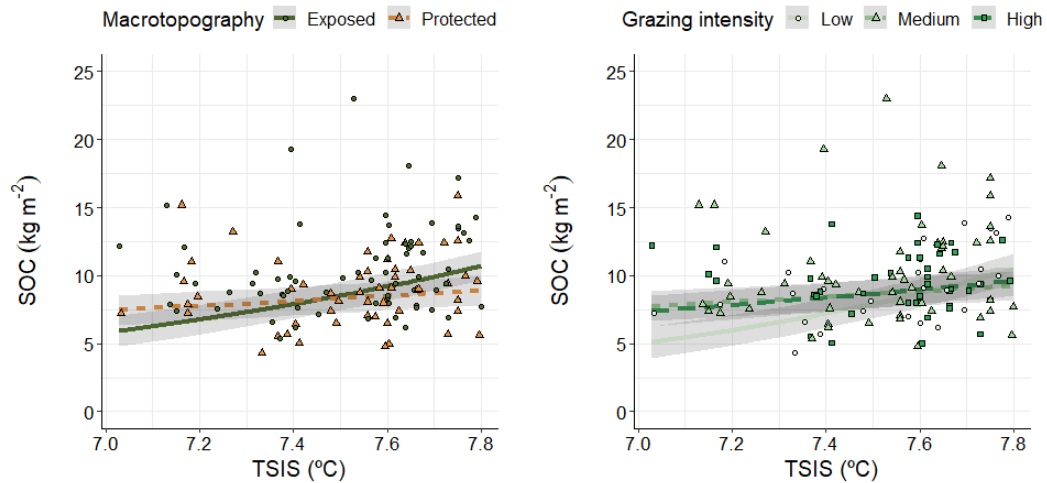 Macrotopography Exposed Protected
25
20
15
10
5
0
SOC (kg m⁻²)
7.0 7.2 7.4 7.6 7.8
TSIS (ºC)
Grazing intensity Low Medium High
25
20
15
10
5
0
SOC (kg m⁻²)
7.0 7.2 7.4 7.6 7.8
TSIS (ºC)